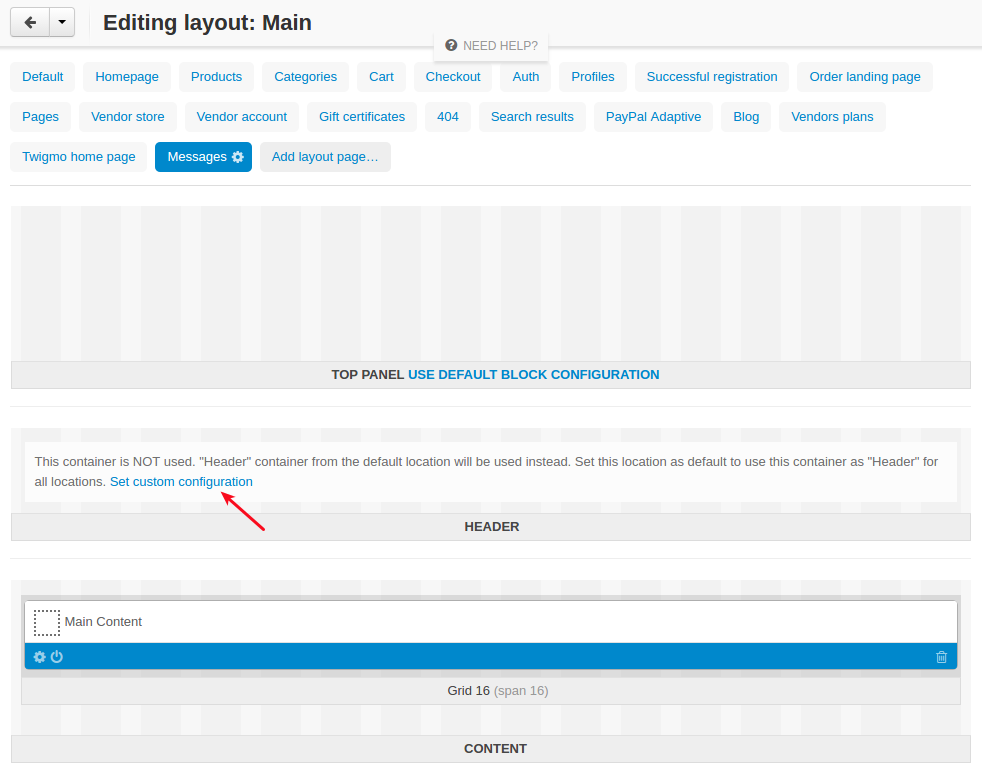 Editing layout: Main
NEED HELP?
Default Homepage Products Categories Cart Checkout Auth Profiles Successful registration Order landing page
Pages Vendor store Vendor account Gift certificates 404 Search results PayPal Adaptive Blog Vendors plans
Twigmo home page Messages Add layout page…
TOP PANEL USE DEFAULT BLOCK CONFIGURATION
This container is NOT used. "Header" container from the default location will be used instead. Set this location as default to use this container as "Header" for
all locations. Set custom configuration
HEADER
Main Content
Grid 16 (span 16)
CONTENT